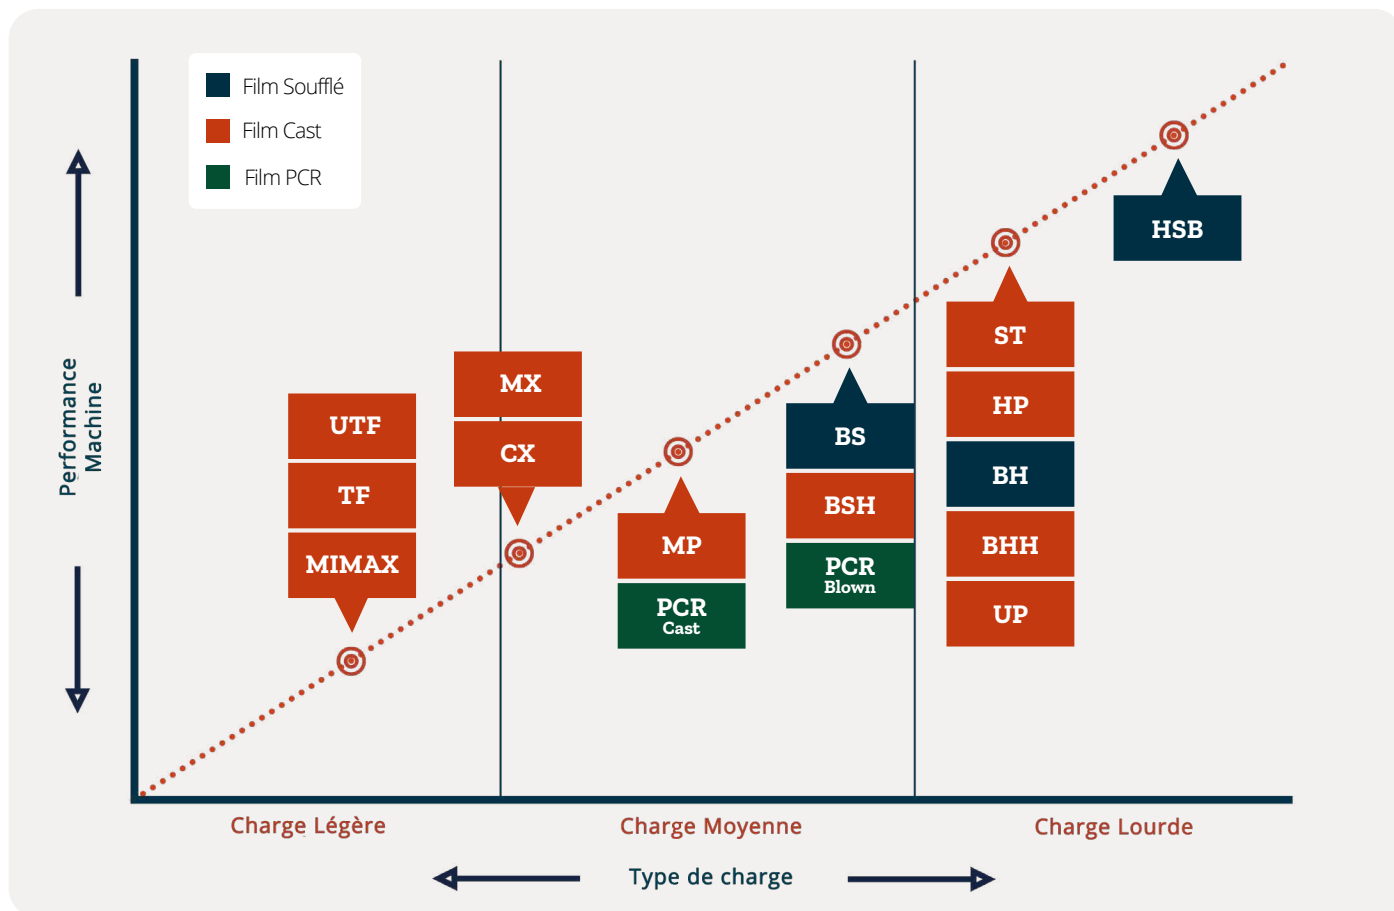 Film Soufflé
Film Cast
Film PCR
Performance
Machine
UTF
TF
MIMAX
MX
CX
MP
PCR
Cast
BS
BSH
PCR
Blown
ST
HP
BH
BHH
UP
HSB
Charge Légère
Charge Moyenne
Charge Lourde
Type de charge